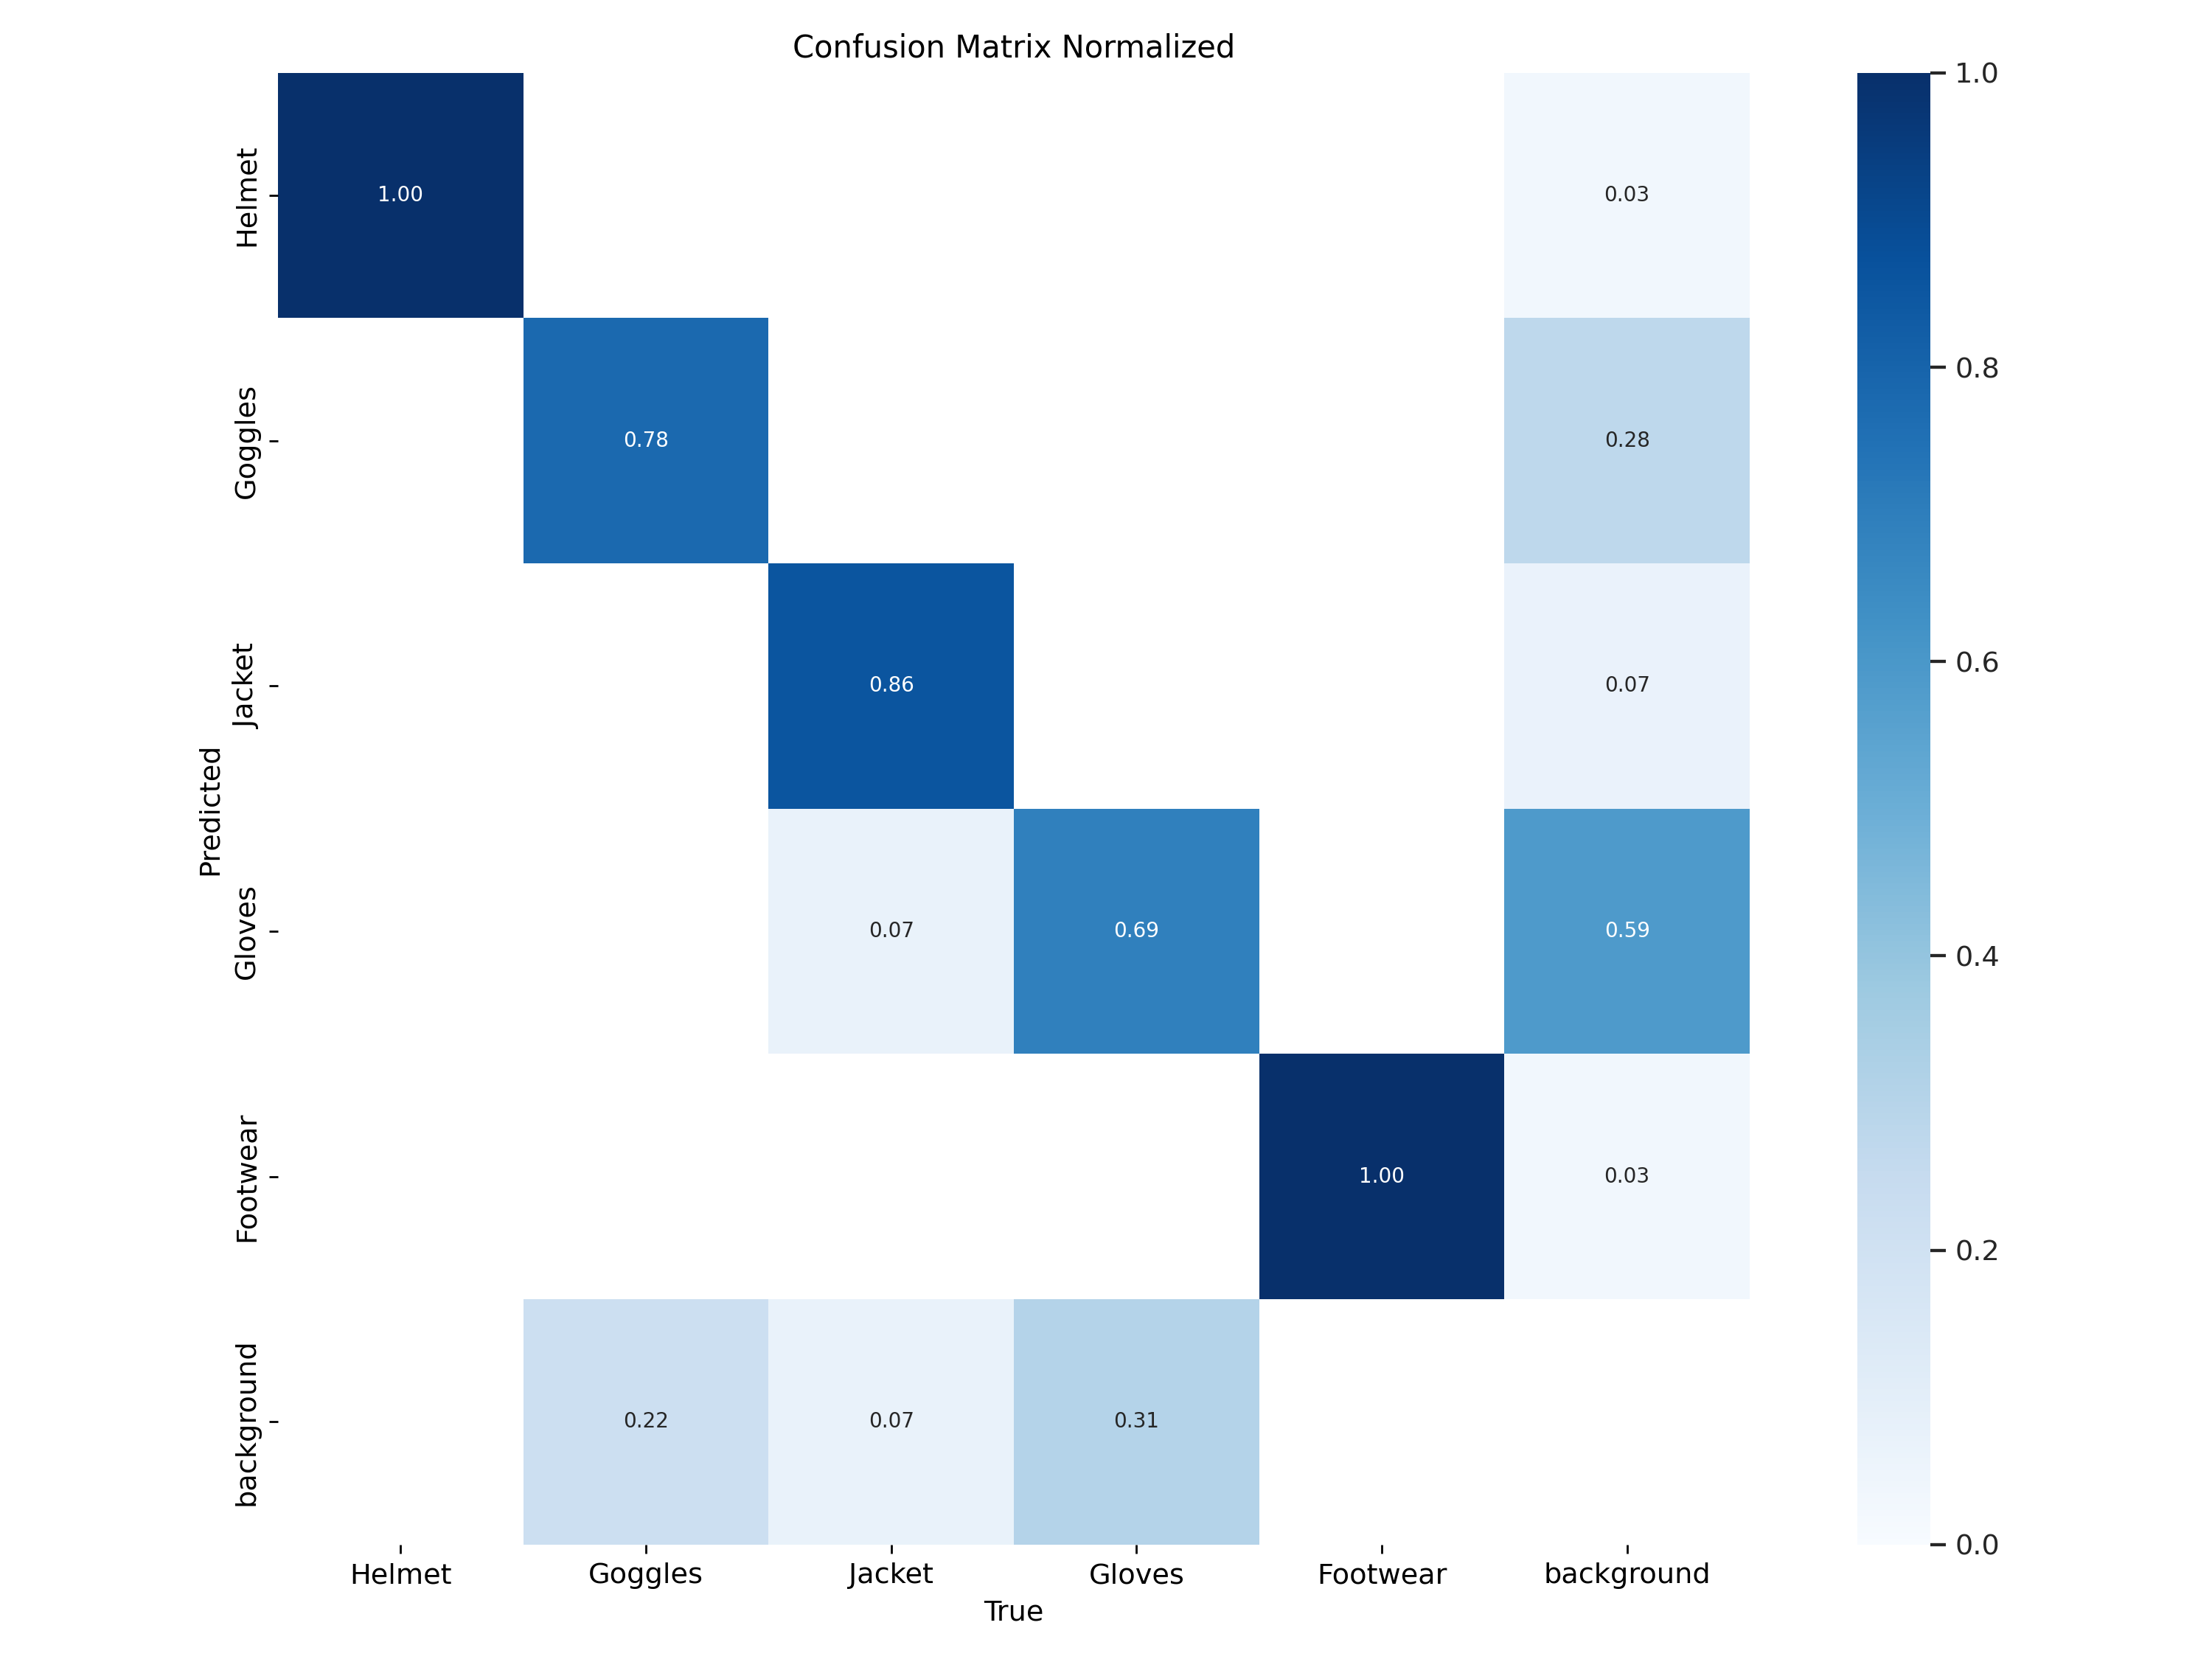 Confusion Matrix Normalized
Helmet
1.00
0.03
Goggles
0.78
0.28
Jacket
0.86
0.07
Gloves
0.07
0.69
0.59
Footwear
1.00
0.03
background
0.22
0.07
0.31
Predicted
Helmet
Goggles
Jacket
Gloves
Footwear
background
True
1.0
0.8
0.6
0.4
0.2
0.0